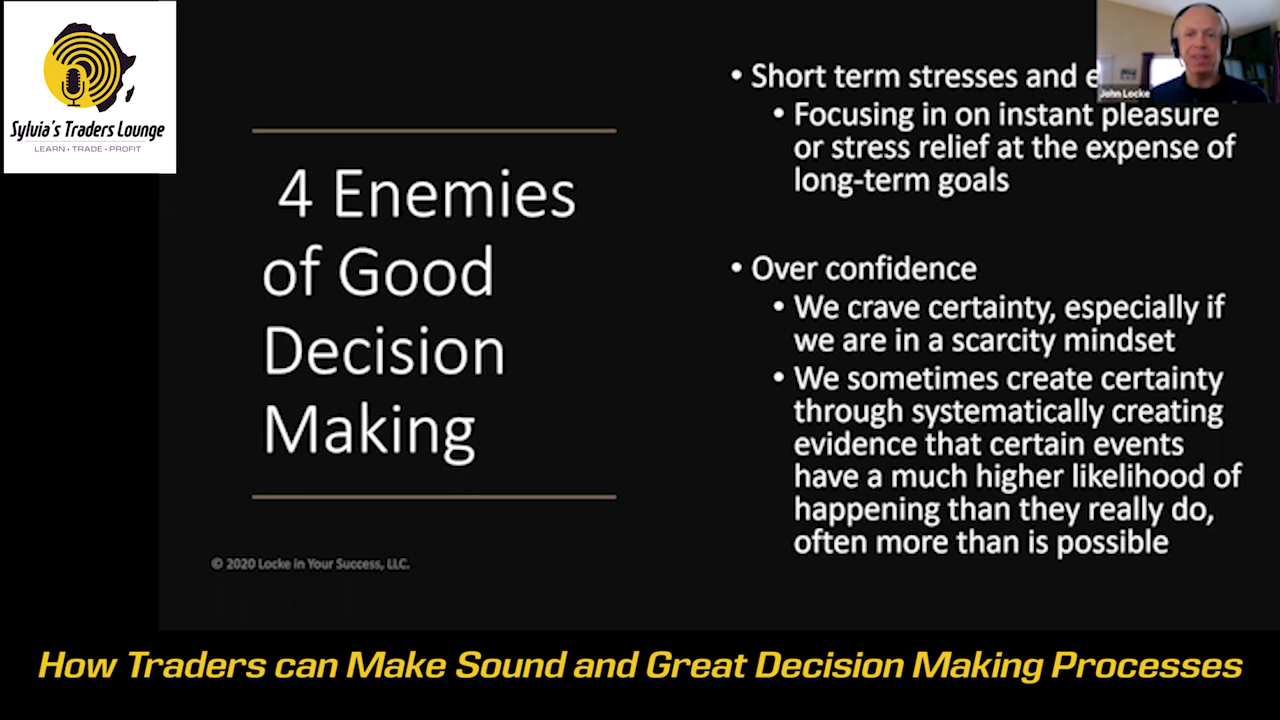 Sylvia's Traders Lounge
LEARN • TRADE • PROFIT
4 Enemies
of Good
Decision
Making
© 2020 Locke in Your Success, LLC.
• Short term stresses and
John Locke
• Focusing in on instant pleasure
or stress relief at the expense of
long-term goals
• Over confidence
• We crave certainty, especially if
we are in a scarcity mindset
• We sometimes create certainty
through systematically creating
evidence that certain events
have a much higher likelihood of
happening than they really do,
often more than is possible
How Traders can Make Sound and Great Decision Making Processes